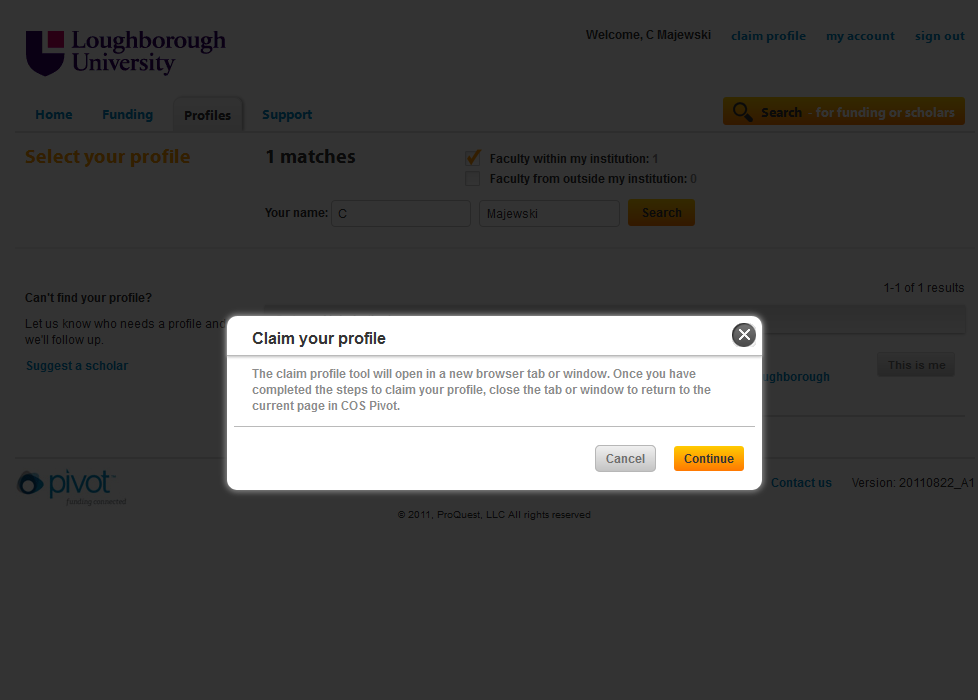 Loughborough
University
Welcome, C Majewski claim profile my account sign out
Home Funding Profiles Support
Search - for funding or scholars
Select your profile
1 matches
Faculty within my institution: 1
Faculty from outside my institution: 0
Your name: C Majewski Search
1-1 of 1 results
Can't find your profile?
Let us know who needs a profile and
we'll follow up.
Suggest a scholar
This is me
ughborough
Claim your profile
The claim profile tool will open in a new browser tab or window. Once you have
completed the steps to claim your profile, close the tab or window to return to the
current page in COS Pivot.
Cancel Continue
pivot
funding connected
Contact us Version: 20110822_A1
© 2011, ProQuest, LLC All rights reserved